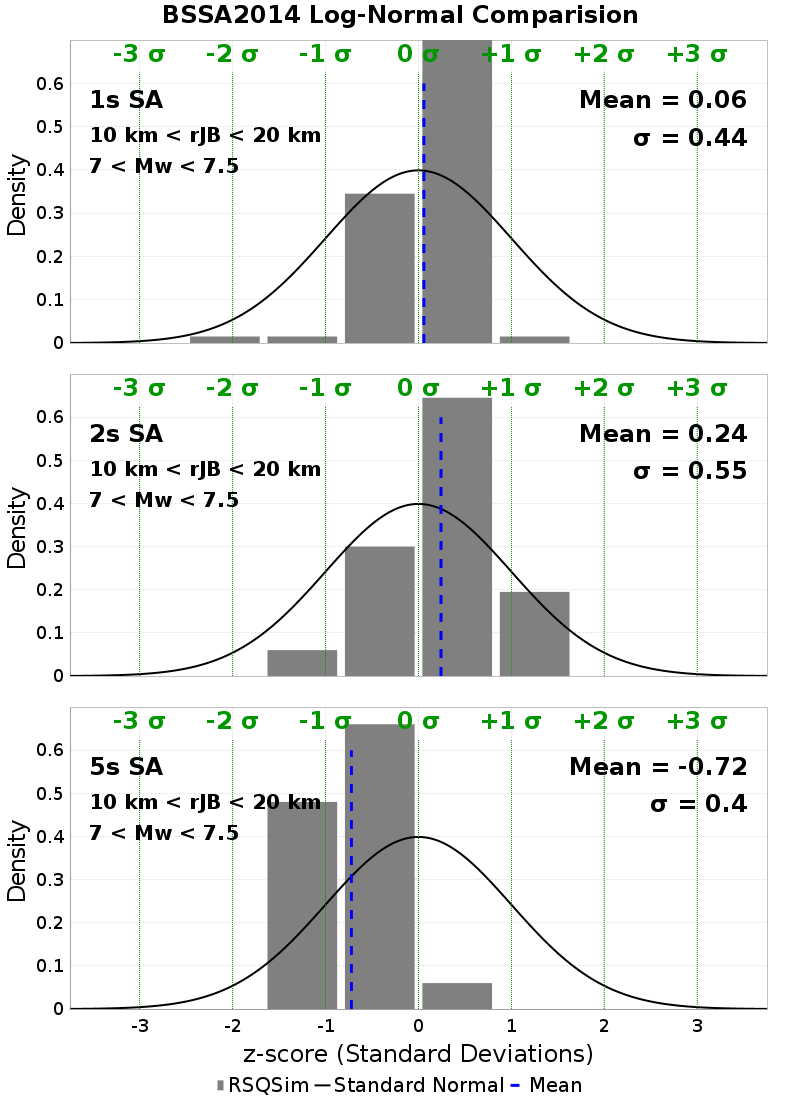 BSSA2014 Log-Normal Comparision
-3 σ -2 σ -1 σ 0 σ +1 σ +2 σ +3 σ
1s SA Mean = 0.06
10 km < rJB < 20 km σ = 0.44
7 < Mw < 7.5
Density
0.6
0.5
0.4
0.3
0.2
0.1
0
-3 σ -2 σ -1 σ 0 σ +1 σ +2 σ +3 σ
2s SA Mean = 0.24
10 km < rJB < 20 km σ = 0.55
7 < Mw < 7.5
Density
0.6
0.5
0.4
0.3
0.2
0.1
0
-3 σ -2 σ -1 σ 0 σ +1 σ +2 σ +3 σ
5s SA Mean = -0.72
10 km < rJB < 20 km σ = 0.4
7 < Mw < 7.5
Density
0.6
0.5
0.4
0.3
0.2
0.1
0
-3 -2 -1 0 1 2 3
z-score (Standard Deviations)
RSQSim Standard Normal Mean